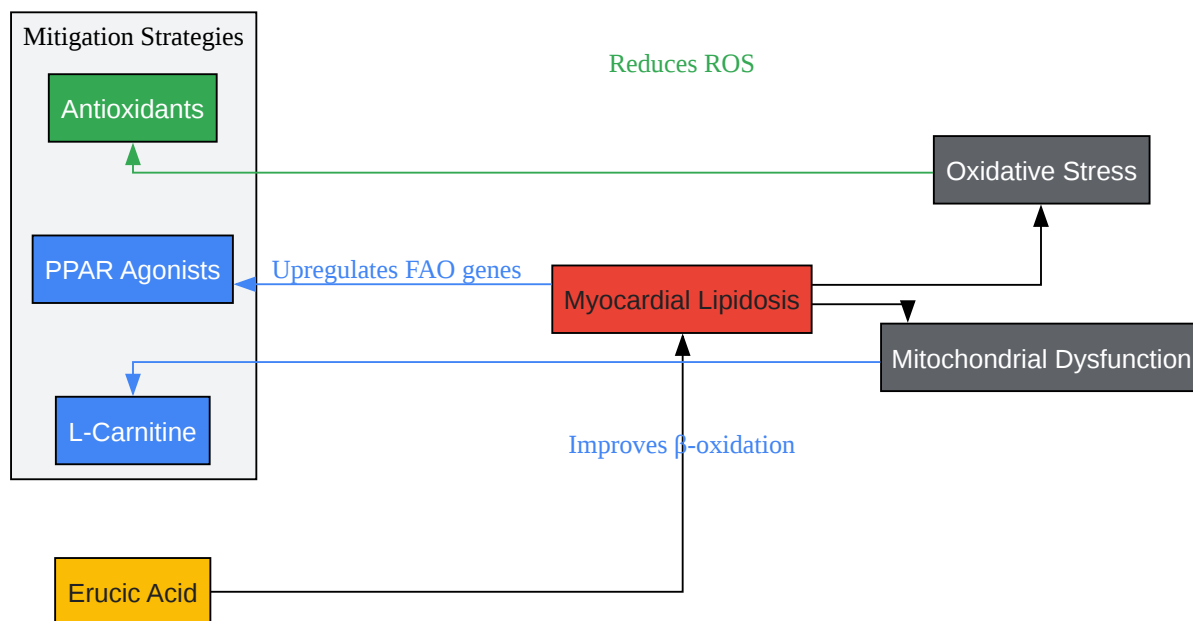 Mitigation Strategies
Reduces ROS
Antioxidants
Oxidative Stress
PPAR Agonists
Upregulates FAO genes
Myocardial Lipidosis
Mitochondrial Dysfunction
L-Carnitine
Improves β-oxidation
Erucic Acid